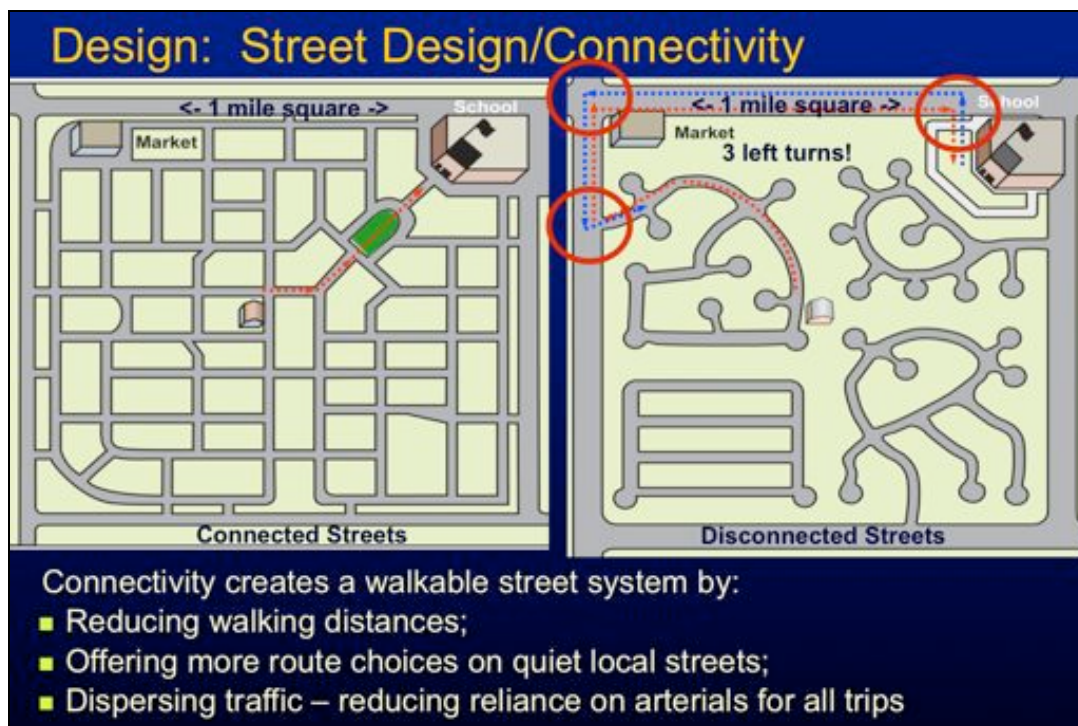 Design: Street Design/Connectivity
<- 1 mile square ->
School
Market
Connected Streets
<- 1 mile square ->
School
Market
3 left turns!
Disconnected Streets
Connectivity creates a walkable street system by:
Reducing walking distances;
Offering more route choices on quiet local streets;
Dispersing traffic – reducing reliance on arterials for all trips